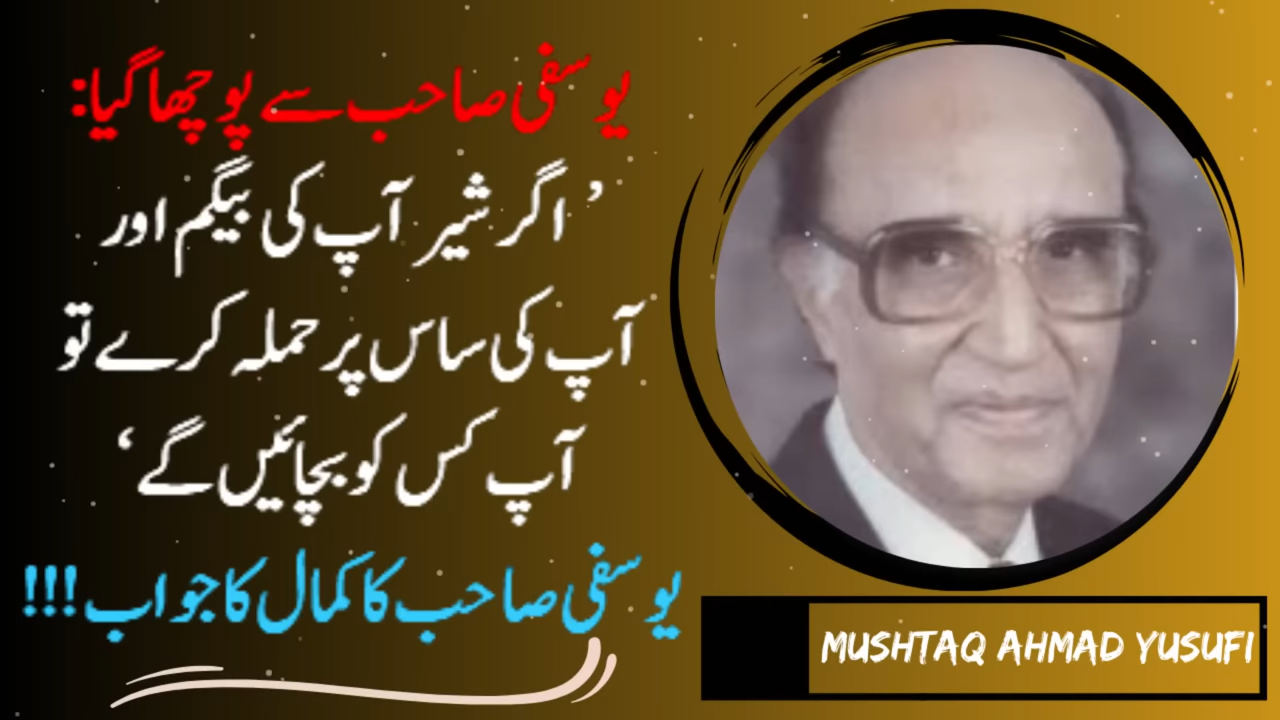 یوسفی صاحب سے پوچھا گیا:
’اگر شیر آپ کی بیگم اور
آپ کی ساس پر حملہ کرے تو
آپ کس کو بچائیں گے‘
یوسفی صاحب کا کمال کا جواب!!!
MUSHTAQ AHMAD YUSUFI